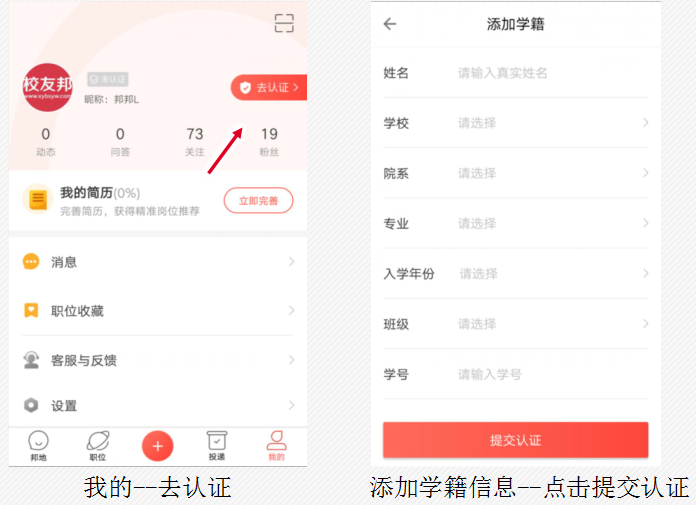 校友邦
www.xybsyw.com
未认证
昵称：邦邦L
去认证
0
0
73
19
动态
问答
关注
粉丝
我的简历(0%)
完善简历，获得精准岗位推荐
立即完善
消息
职位收藏
客服与反馈
设置
邦地
职位
投递
我的
我的--去认证
添加学籍
姓名 请输入真实姓名
学校 请选择
院系 请选择
专业 请选择
入学年份 请选择
班级 请选择
学号 请输入学号
提交认证
添加学籍信息--点击提交认证